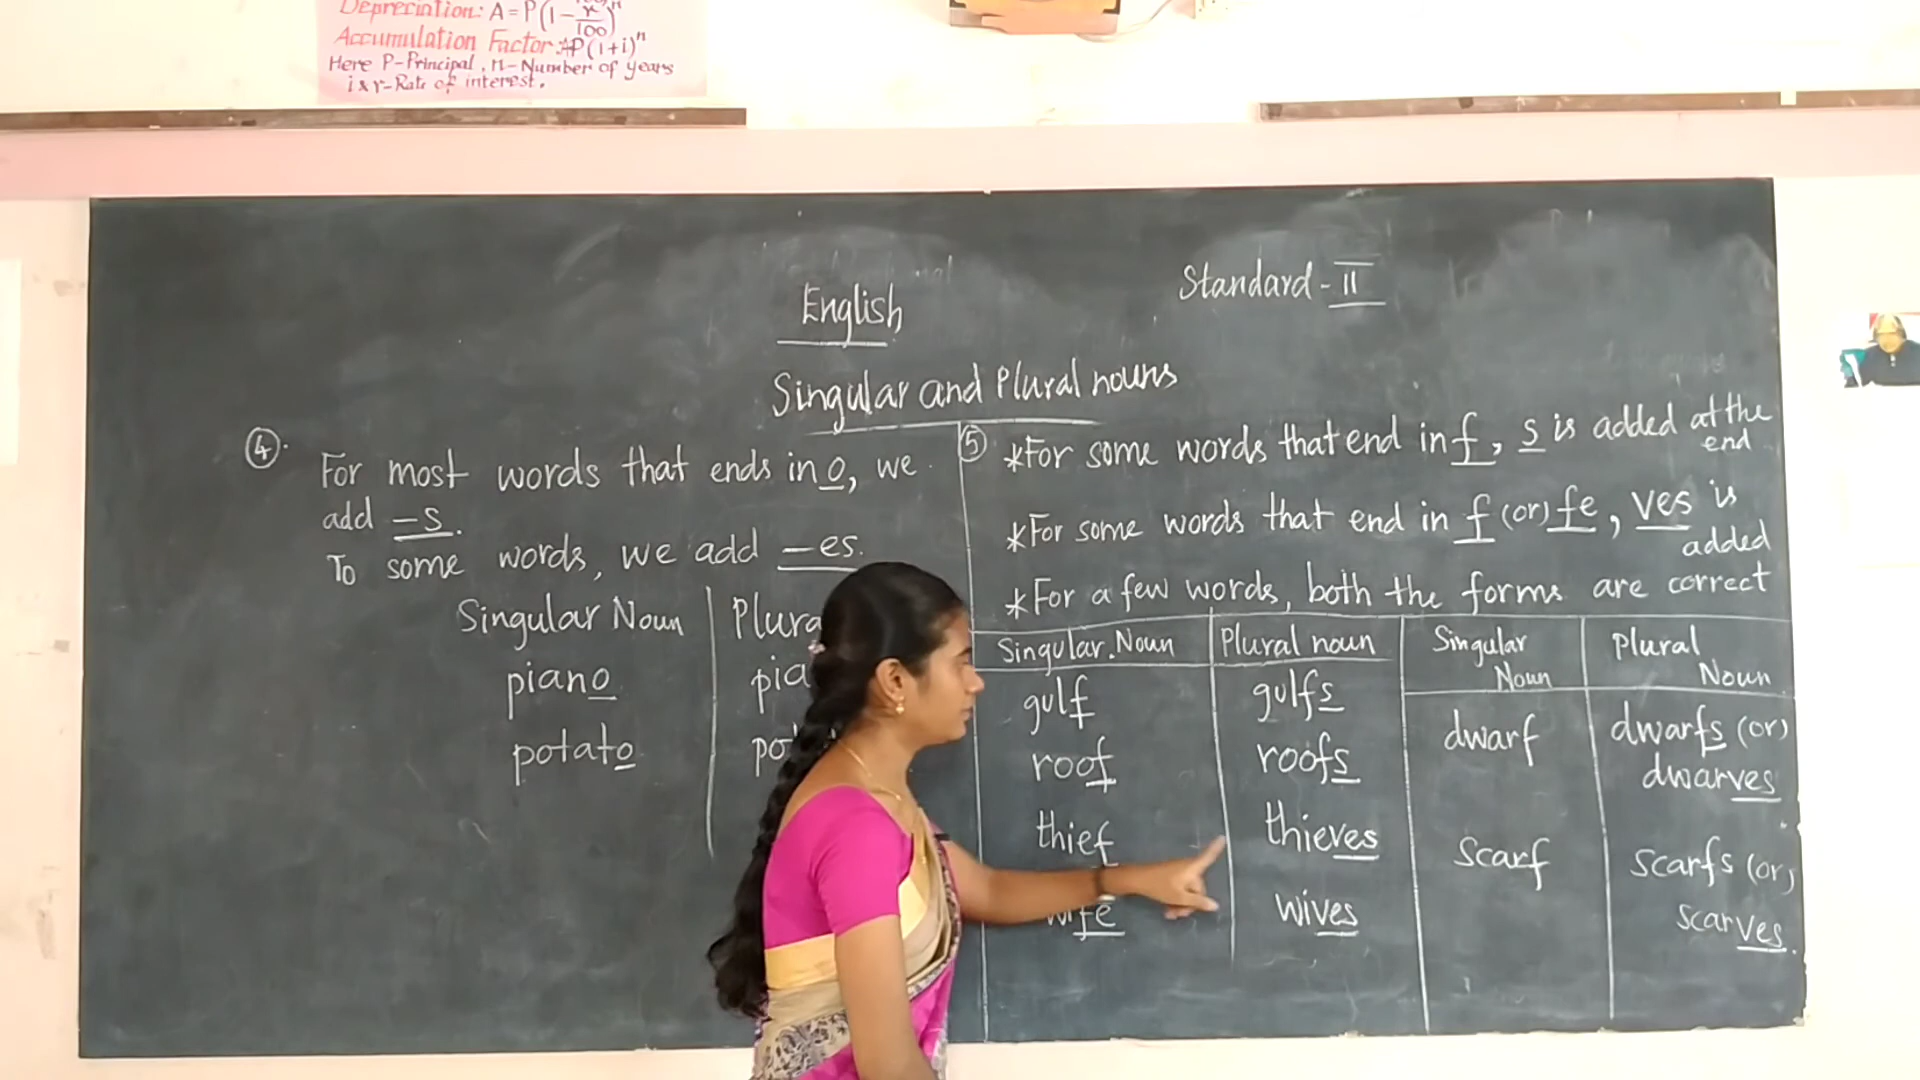 Depreciation: A = P(1 - r/100)^n
Accumulation Factor: A = P(1+i)^n
Here P-Principal, n-Number of years
i & r-Rate of interest.
English
Standard - II
Singular and Plural nouns
4.
For most words that ends in o, we
add -s.
To some words, we add -es.
Singular Noun
piano
potato
5 *For some words that end in f, s is added at the
end
*For some words that end in f (or) fe, ves is
added
*For a few words, both the forms are correct
Singular Noun Plural noun Singular Noun Plural Noun
gulf gulfs dwarf dwarfs (or)
dwarves
roof roofs
thief thieves scarf scarfs (or)
scarves.
wife wives